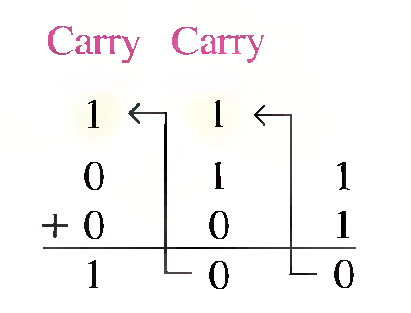 Carry Carry
1 1
0 1 1
+ 0 0 1
1 0 0